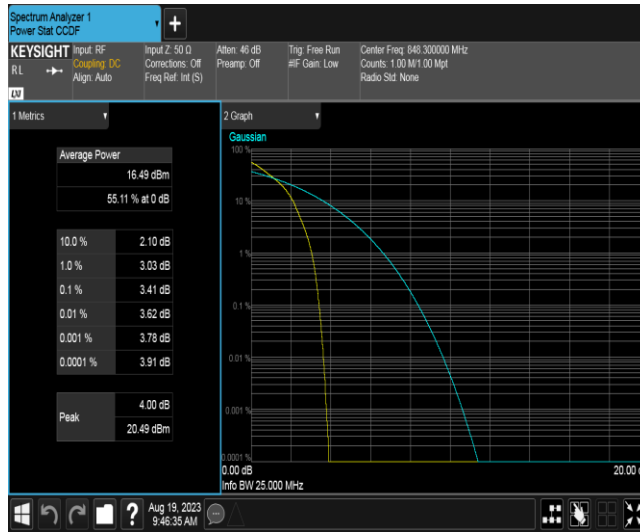 Spectrum Analyzer 1
Power Stat CCDF
+
KEYSIGHT
RL
LXI
Input: RF
Coupling: DC
Align: Auto
Input Z: 50 Ω
Corrections: Off
Freq Ref: Int (S)
Atten: 46 dB
Preamp: Off
Trig: Free Run
#IF Gain: Low
Center Freq: 848.300000 MHz
Counts: 1.00 M/1.00 Mpt
Radio Std: None
1 Metrics
Average Power
16.49 dBm
55.11 % at 0 dB
10.0 % 2.10 dB
1.0 % 3.03 dB
0.1 % 3.41 dB
0.01 % 3.62 dB
0.001 % 3.78 dB
0.0001 % 3.91 dB
Peak
4.00 dB
20.49 dBm
2 Graph
Gaussian
100 %
10 %
1 %
0.1 %
0.01 %
0.001 %
0.0001 %
0.00 dB
20.00
Info BW 25.000 MHz
?
Aug 19, 2023
9:46:35 AM